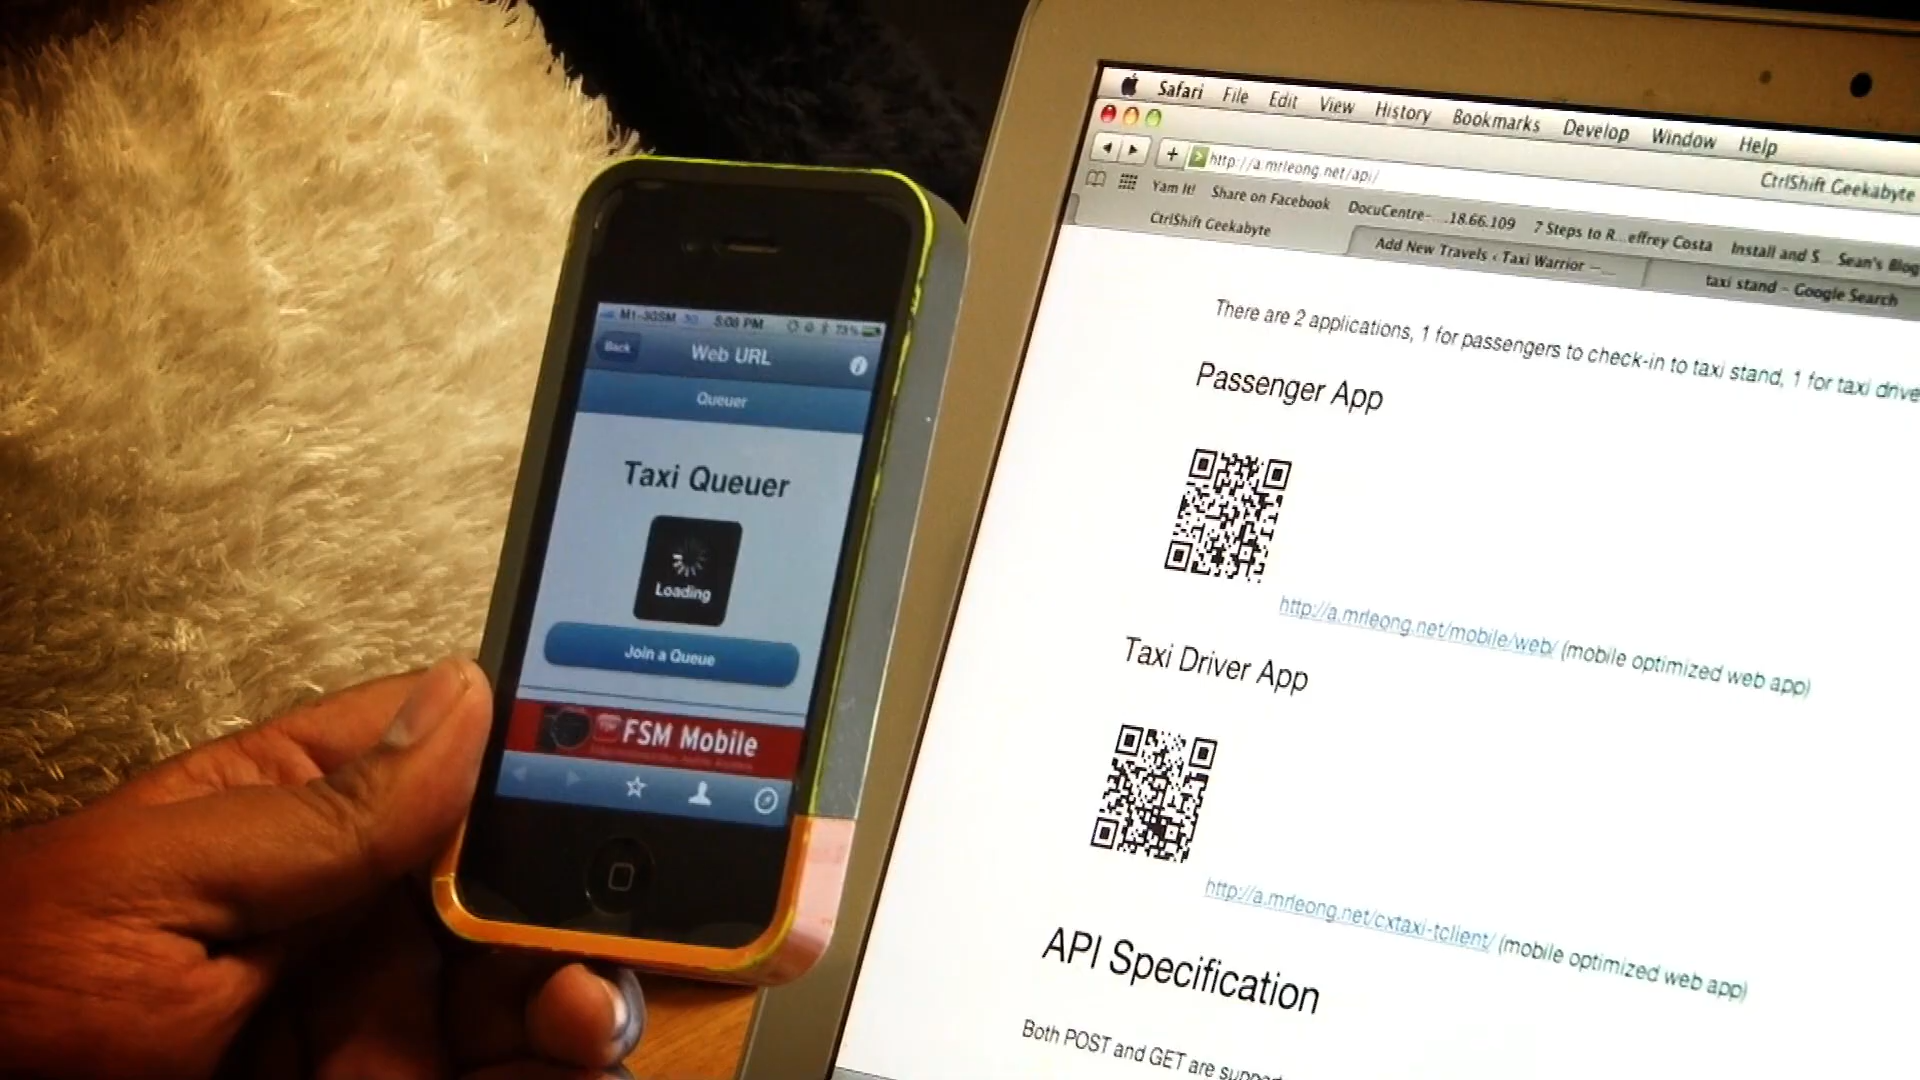 M1-3GSM 3G 5:08 PM 73%
Back
Web URL
Queuer
Taxi Queuer
Loading
Join a Queue
FSM Mobile
Safari File Edit View History Bookmarks Develop Window Help
CtrlShift Geekabyte
http://a.mrleong.net/api/
Yam It! Share on Facebook DocuCentre- ...18.66.109 7 Steps to R...effrey Costa Install and S... Sean's Blog
CtrlShift Geekabyte
Add New Travels ‹ Taxi Warrior —...
taxi stand - Google Search
There are 2 applications, 1 for passengers to check-in to taxi stand, 1 for taxi drive
Passenger App
http://a.mrleong.net/mobile/web/ (mobile optimized web app)
Taxi Driver App
http://a.mrleong.net/cxtaxi-tclient/ (mobile optimized web app)
API Specification
Both POST and GET are suppo